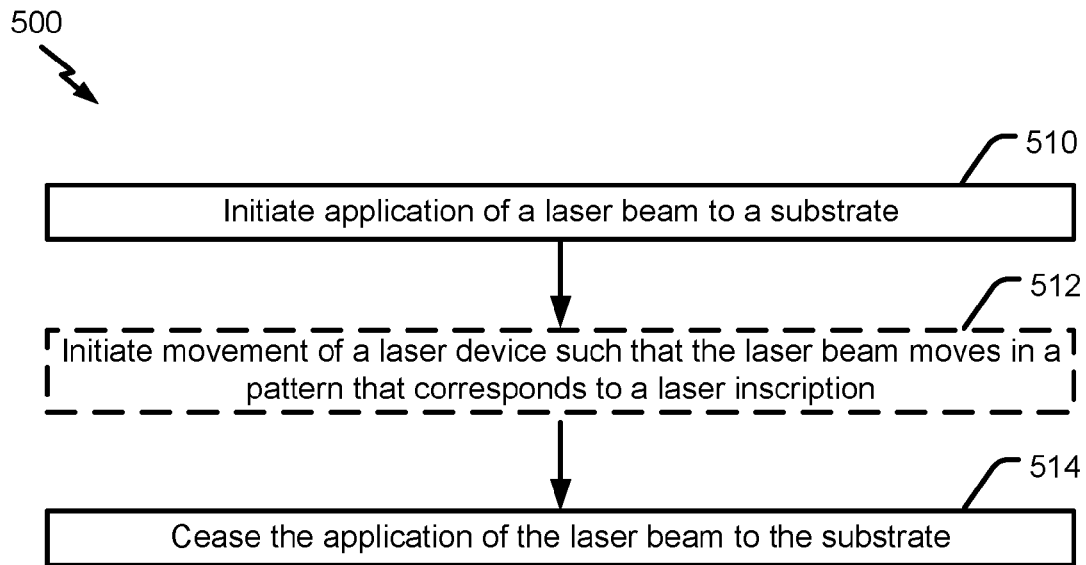 500
510
Initiate application of a laser beam to a substrate
512
Initiate movement of a laser device such that the laser beam moves in a
pattern that corresponds to a laser inscription
514
Cease the application of the laser beam to the substrate